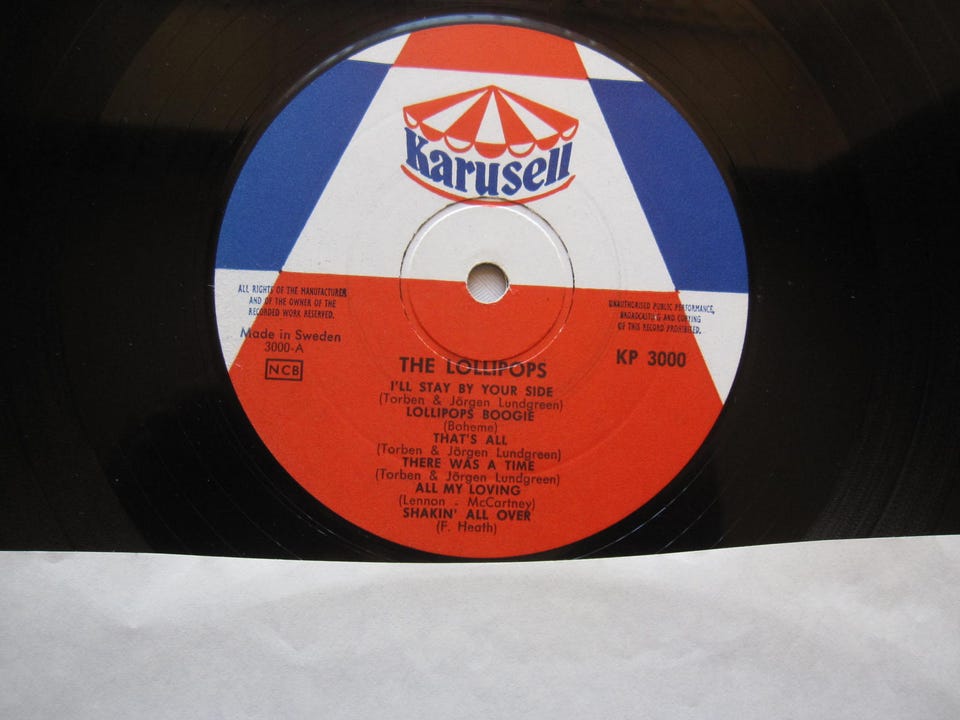 Karusell
ALL RIGHTS OF THE MANUFACTURER
AND OF THE OWNER OF THE
RECORDED WORK RESERVED.
Made in Sweden
3000-A
NCB
UNAUTHORISED PUBLIC PERFORMANCE,
BROADCASTING AND COPYING
OF THIS RECORD PROHIBITED.
KP 3000
THE LOLLIPOPS
I'LL STAY BY YOUR SIDE
(Torben & Jörgen Lundgreen)
LOLLIPOPS BOOGIE
(Boheme)
THAT'S ALL
(Torben & Jörgen Lundgreen)
THERE WAS A TIME
(Torben & Jörgen Lundgreen)
ALL MY LOVING
(Lennon - McCartney)
SHAKIN' ALL OVER
(F. Heath)